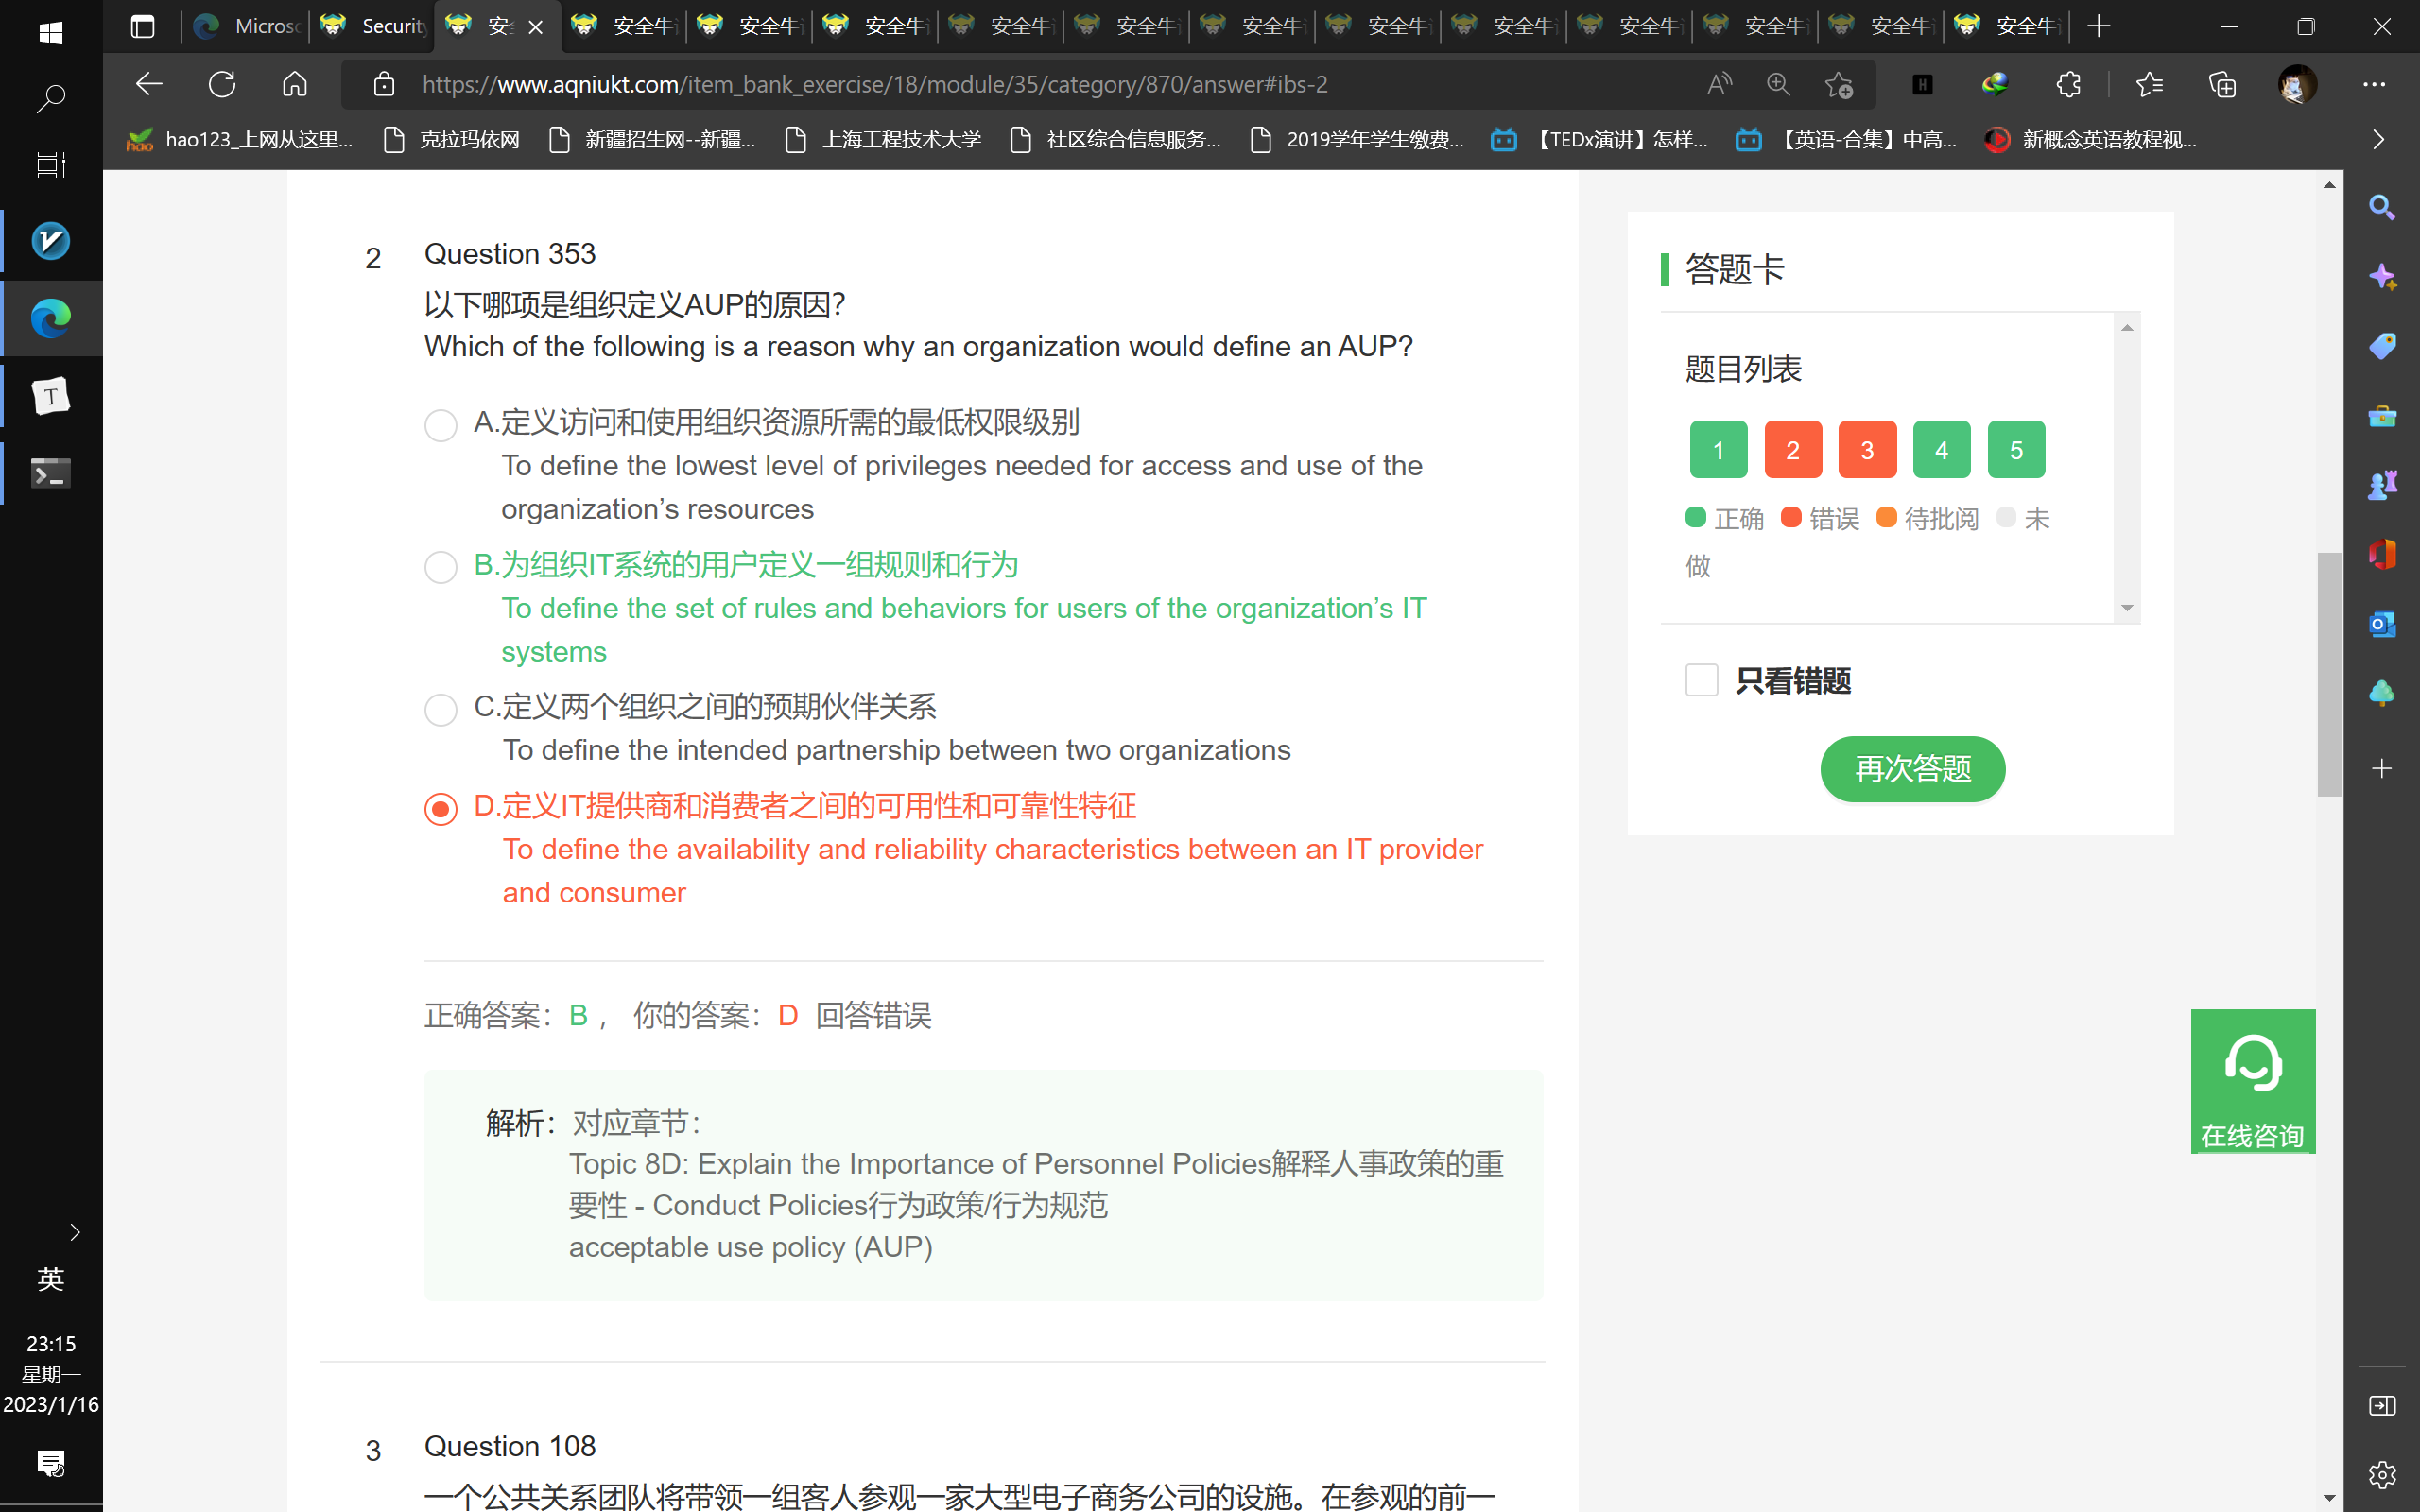 Microsc
Security
安全
安全牛
安全牛
安全牛
安全牛
安全牛
安全牛
安全牛
安全牛
安全牛
安全牛
安全牛
安全牛
https://www.aqniukt.com/item_bank_exercise/18/module/35/category/870/answer#ibs-2
hao123_上网从这里...
克拉玛依网
新疆招生网--新疆...
上海工程技术大学
社区综合信息服务...
2019学年学生缴费...
【TEDx演讲】怎样...
【英语-合集】中高...
新概念英语教程视...
2
Question 353
以下哪项是组织定义AUP的原因?
Which of the following is a reason why an organization would define an AUP?
A.定义访问和使用组织资源所需的最低权限级别
To define the lowest level of privileges needed for access and use of the
organization’s resources
B.为组织IT系统的用户定义一组规则和行为
To define the set of rules and behaviors for users of the organization’s IT
systems
C.定义两个组织之间的预期伙伴关系
To define the intended partnership between two organizations
D.定义IT提供商和消费者之间的可用性和可靠性特征
To define the availability and reliability characteristics between an IT provider
and consumer
正确答案：B ， 你的答案：D 回答错误
解析：对应章节：
Topic 8D: Explain the Importance of Personnel Policies解释人事政策的重
要性 - Conduct Policies行为政策/行为规范
acceptable use policy (AUP)
3
Question 108
一个公共关系团队将带领一组客人参观一家大型电子商务公司的设施。在参观的前一
答题卡
题目列表
1 2 3 4 5
正确 错误 待批阅 未
做
只看错题
再次答题
在线咨询
英
23:15
星期一
2023/1/16